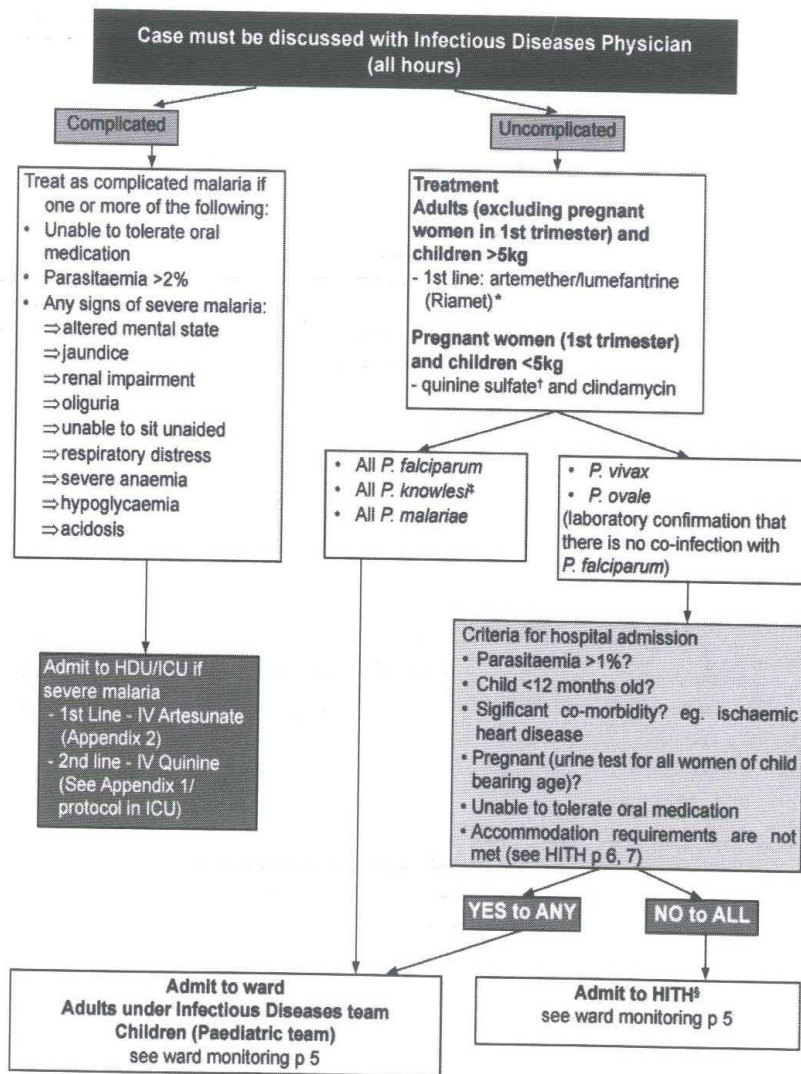 Case must be discussed with Infectious Diseases Physician
(all hours)
Complicated
Treat as complicated malaria if
one or more of the following:
• Unable to tolerate oral
medication
• Parasitaemia >2%
• Any signs of severe malaria:
⇒altered mental state
⇒jaundice
⇒renal impairment
⇒oliguria
⇒unable to sit unaided
⇒respiratory distress
⇒severe anaemia
⇒hypoglycaemia
⇒acidosis
Admit to HDU/ICU if
severe malaria
- 1st Line - IV Artesunate
(Appendix 2)
- 2nd line - IV Quinine
(See Appendix 1/
protocol in ICU)
Uncomplicated
Treatment
Adults (excluding pregnant
women in 1st trimester) and
children >5kg
- 1st line: artemether/lumefantrine
(Riamet)*
Pregnant women (1st trimester)
and children <5kg
- quinine sulfate† and clindamycin
• All P. falciparum
• All P. knowlesi‡
• All P. malariae
• P. vivax
• P. ovale
(laboratory confirmation that
there is no co-infection with
P. falciparum)
Criteria for hospital admission
• Parasitaemia >1%?
• Child <12 months old?
• Sigificant co-morbidity? eg. ischaemic
heart disease
• Pregnant (urine test for all women of child
bearing age)?
• Unable to tolerate oral medication
• Accommodation requirements are not
met (see HITH p 6, 7)
YES to ANY
NO to ALL
Admit to ward
Adults under Infectious Diseases team
Children (Paediatric team)
see ward monitoring p 5
Admit to HITH§
see ward monitoring p 5